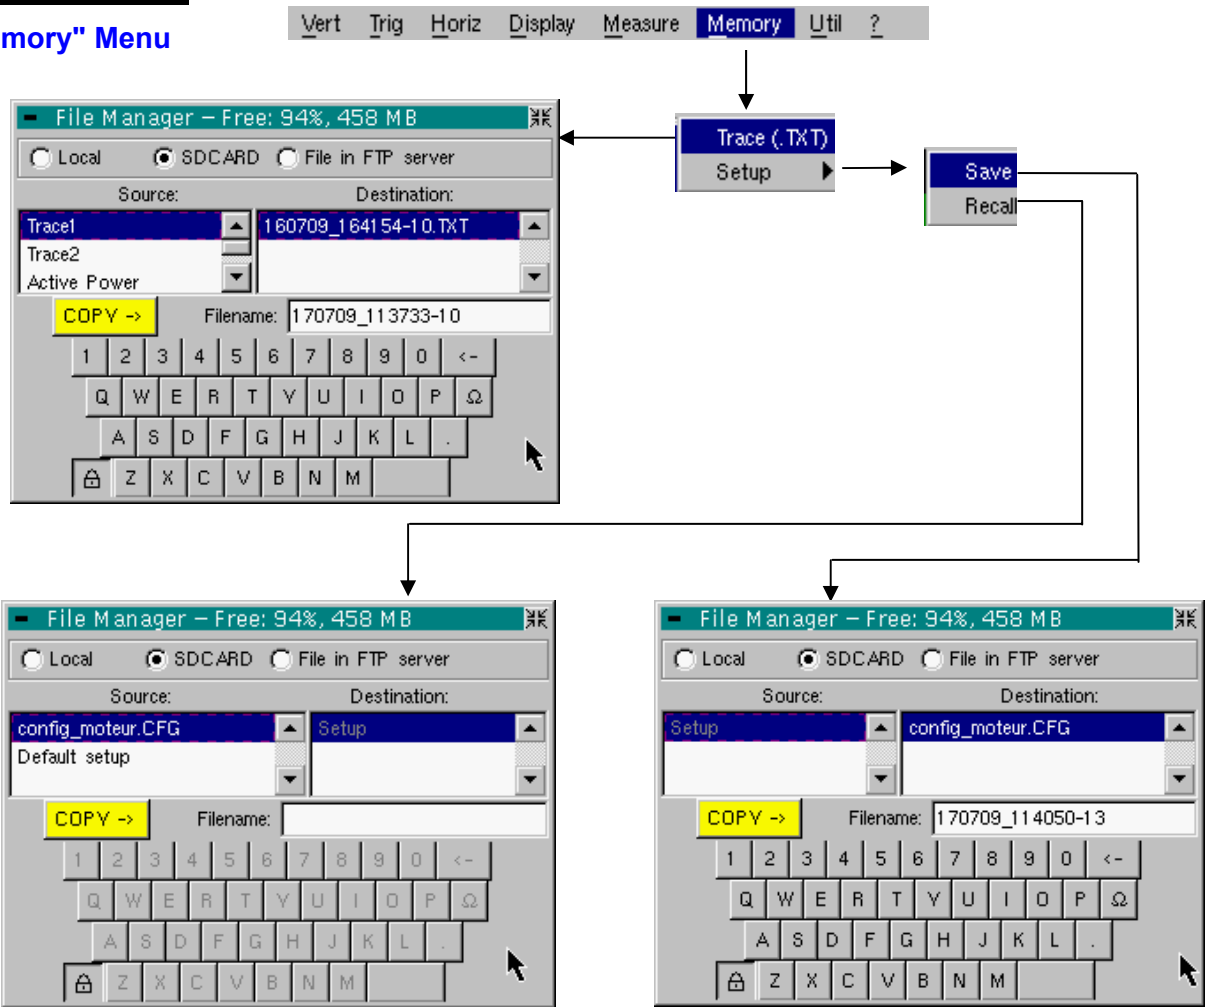 mory" Menu
Vert Trig Horiz Display Measure Memory Util ?
File Manager – Free: 94%, 458 MB
Local SDCARD File in FTP server
Source: Destination:
Trace1 160709_164154-10.TXT
Trace2
Active Power
COPY -> Filename: 170709_113733-10
1 2 3 4 5 6 7 8 9 0 <-
Q W E R T Y U I O P Ω
A S D F G H J K L .
Z X C V B N M
Trace (.TXT)
Setup
Save
Recall
File Manager – Free: 94%, 458 MB
Local SDCARD File in FTP server
Source: Destination:
config_moteur.CFG Setup
Default setup
COPY -> Filename:
1 2 3 4 5 6 7 8 9 0 <-
Q W E R T Y U I O P Ω
A S D F G H J K L .
Z X C V B N M
File Manager – Free: 94%, 458 MB
Local SDCARD File in FTP server
Source: Destination:
Setup config_moteur.CFG
COPY -> Filename: 170709_114050-13
1 2 3 4 5 6 7 8 9 0 <-
Q W E R T Y U I O P Ω
A S D F G H J K L .
Z X C V B N M